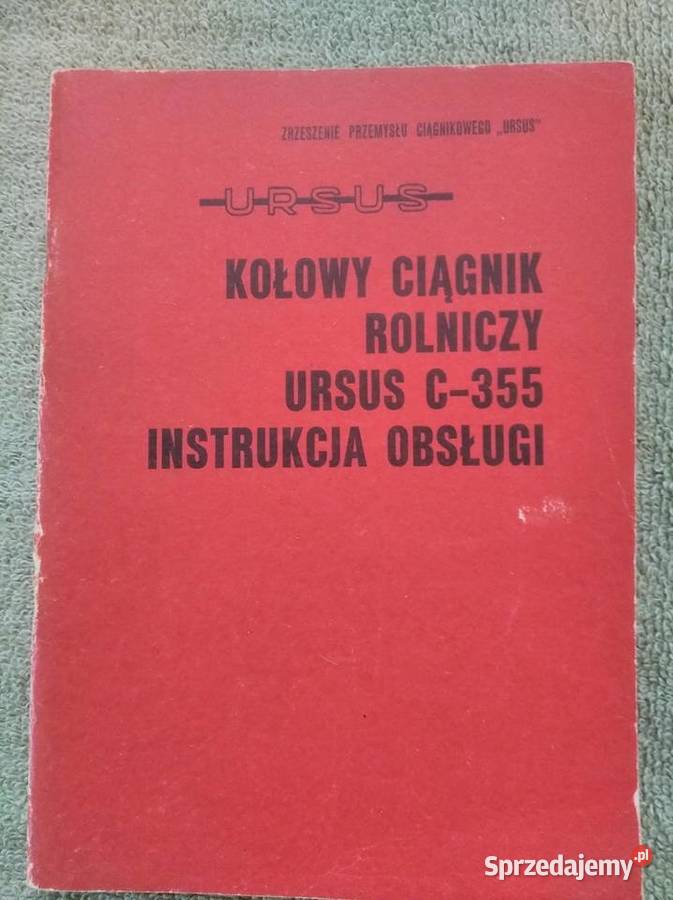 ZRZESZENIE PRZEMYSŁU CIĄGNIKOWEGO „URSUS"
URSUS
KOŁOWY CIĄGNIK
ROLNICZY
URSUS C-355
INSTRUKCJA OBSŁUGI
Sprzedajemy.pl